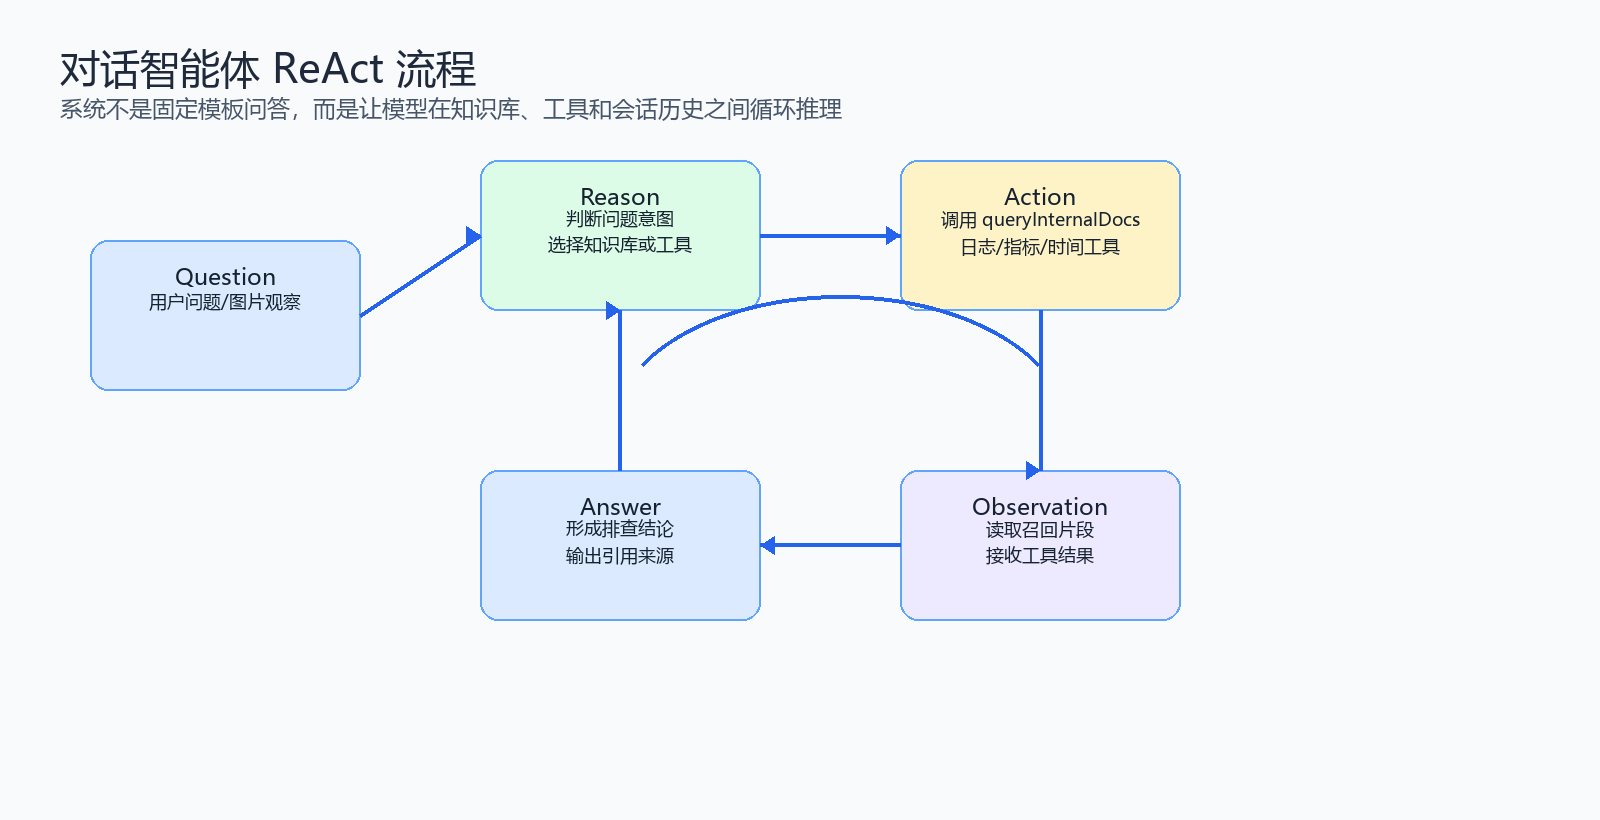 对话智能体 ReAct 流程
系统不是固定模板问答，而是让模型在知识库、工具和会话历史之间循环推理
Question
用户问题/图片观察
Reason
判断问题意图
选择知识库或工具
Action
调用 queryInternalDocs
日志/指标/时间工具
Answer
形成排查结论
输出引用来源
Observation
读取召回片段
接收工具结果